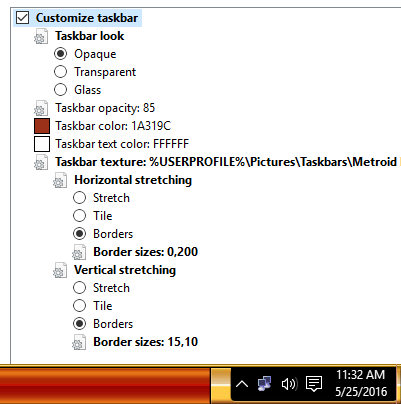 Customize taskbar
Taskbar look
Opaque
Transparent
Glass
Taskbar opacity: 85
Taskbar color: 1A319C
Taskbar text color: FFFFFF
Taskbar texture: %USERPROFILE%\Pictures\Taskbars\Metroid
Horizontal stretching
Stretch
Tile
Borders
Border sizes: 0,200
Vertical stretching
Stretch
Tile
Borders
Border sizes: 15,10
11:32 AM
5/25/2016